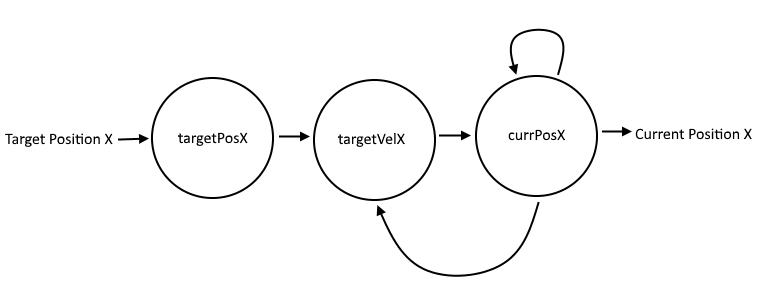 Target Position X
targetPosX
targetVelX
currPosX
Current Position X